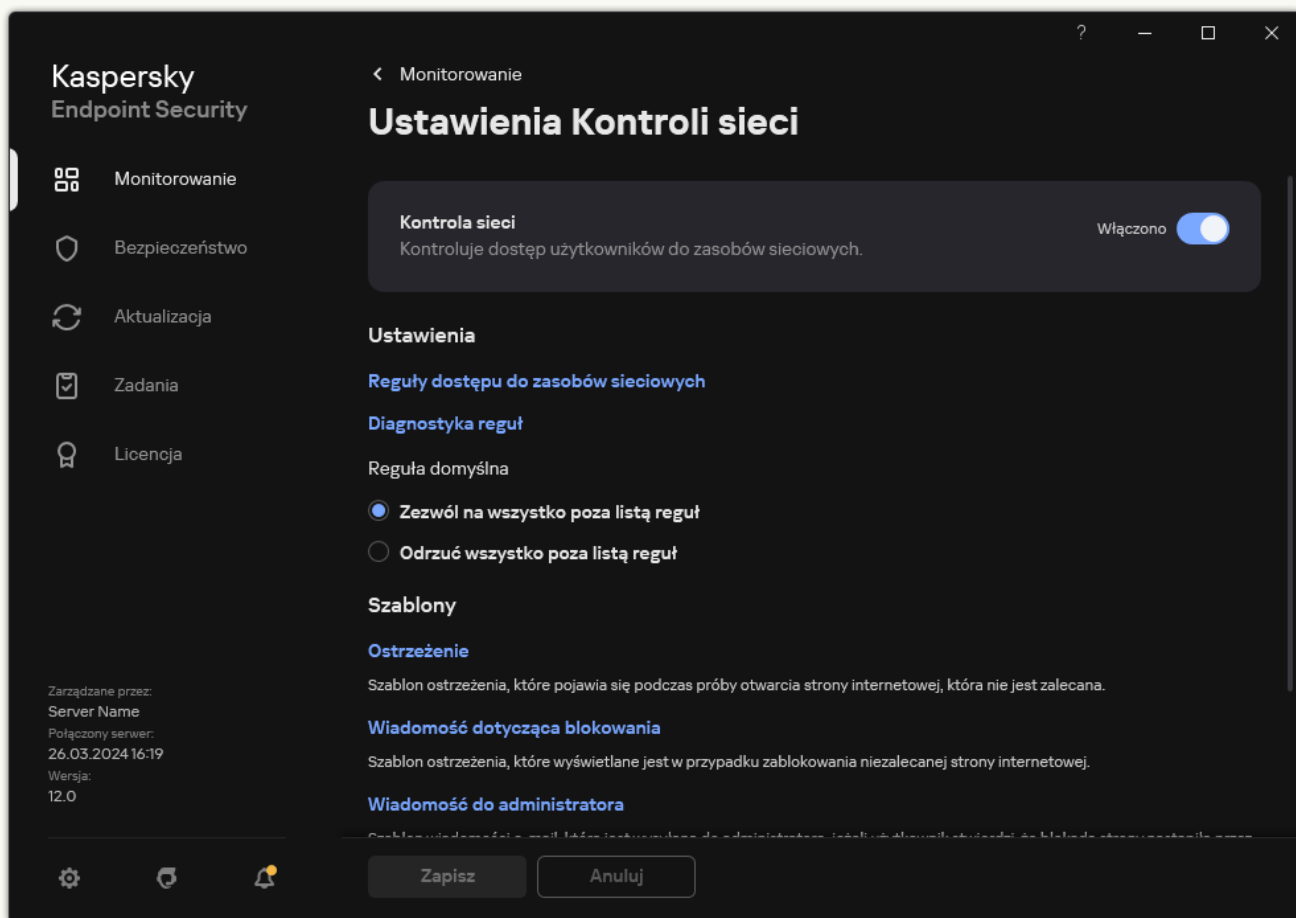 ?
Kaspersky
Endpoint Security
Monitorowanie
Bezpieczeństwo
Aktualizacja
Zadania
Licencja
Zarządzane przez:
Server Name
Połączony serwer:
26.03.2024 16:19
Wersja:
12.0
Monitorowanie
Ustawienia Kontroli sieci
Kontrola sieci
Kontroluje dostęp użytkowników do zasobów sieciowych.
Włączono
Ustawienia
Reguły dostępu do zasobów sieciowych
Diagnostyka reguł
Reguła domyślna
Zezwól na wszystko poza listą reguł
Odrzuć wszystko poza listą reguł
Szablony
Ostrzeżenie
Szablon ostrzeżenia, które pojawia się podczas próby otwarcia strony internetowej, która nie jest zalecana.
Wiadomość dotycząca blokowania
Szablon ostrzeżenia, które wyświetlane jest w przypadku zablokowania niezalecanej strony internetowej.
Wiadomość do administratora
Zapisz
Anuluj